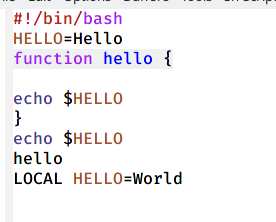 #!/bin/bash
HELLO=Hello
function hello {
echo $HELLO
}
echo $HELLO
hello
LOCAL HELLO=World